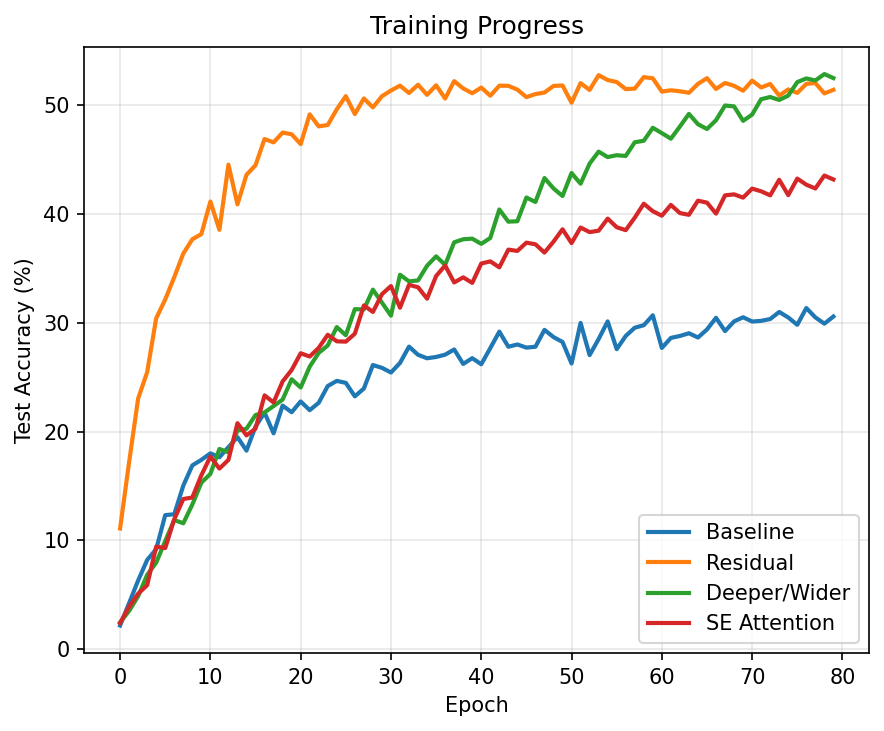 Training Progress
Test Accuracy (%)
50
40
30
20
10
0
0 10 20 30 40 50 60 70 80
Epoch
Baseline
Residual
Deeper/Wider
SE Attention